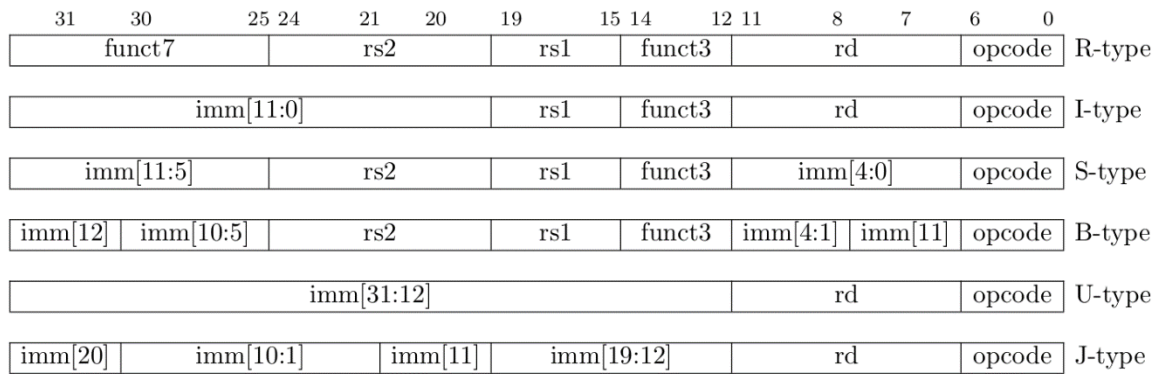 31 30 25 24 21 20 19 15 14 12 11 8 7 6 0
funct7 rs2 rs1 funct3 rd opcode R-type
imm[11:0] rs1 funct3 rd opcode I-type
imm[11:5] rs2 rs1 funct3 imm[4:0] opcode S-type
imm[12] imm[10:5] rs2 rs1 funct3 imm[4:1] imm[11] opcode B-type
imm[31:12] rd opcode U-type
imm[20] imm[10:1] imm[11] imm[19:12] rd opcode J-type